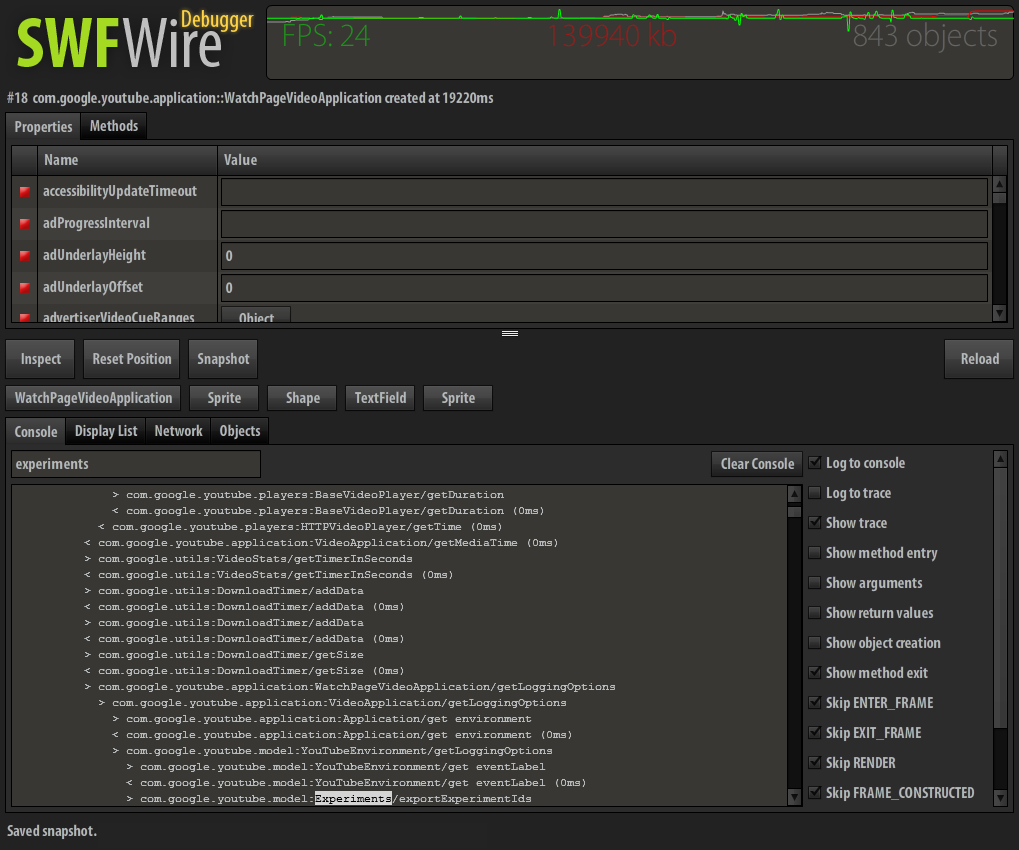 SWFWire Debugger
FPS: 24 139940 kb 843 objects
#18 com.google.youtube.application::WatchPageVideoApplication created at 19220ms
Properties Methods
Name Value
accessibilityUpdateTimeout
adProgressInterval
adUnderlayHeight 0
adUnderlayOffset 0
advertiserVideoCueRanges Object
Inspect Reset Position Snapshot Reload
WatchPageVideoApplication Sprite Shape TextField Sprite
Console Display List Network Objects
experiments Clear Console
> com.google.youtube.players:BaseVideoPlayer/getDuration
< com.google.youtube.players:BaseVideoPlayer/getDuration (0ms)
< com.google.youtube.players:HTTPVideoPlayer/getTime (0ms)
< com.google.youtube.application:VideoApplication/getMediaTime (0ms)
> com.google.utils:VideoStats/getTimerInSeconds
< com.google.utils:VideoStats/getTimerInSeconds (0ms)
> com.google.utils:DownloadTimer/addData
< com.google.utils:DownloadTimer/addData (0ms)
> com.google.utils:DownloadTimer/addData
< com.google.utils:DownloadTimer/addData (0ms)
> com.google.utils:DownloadTimer/getSize
< com.google.utils:DownloadTimer/getSize (0ms)
> com.google.youtube.application:WatchPageVideoApplication/getLoggingOptions
> com.google.youtube.application:VideoApplication/getLoggingOptions
> com.google.youtube.application:Application/get environment
< com.google.youtube.application:Application/get environment (0ms)
> com.google.youtube.model:YouTubeEnvironment/getLoggingOptions
> com.google.youtube.model:YouTubeEnvironment/get eventLabel
< com.google.youtube.model:YouTubeEnvironment/get eventLabel (0ms)
> com.google.youtube.model:Experiments/exportExperimentIds
Log to console
Log to trace
Show trace
Show method entry
Show arguments
Show return values
Show object creation
Show method exit
Skip ENTER_FRAME
Skip EXIT_FRAME
Skip RENDER
Skip FRAME_CONSTRUCTED
Saved snapshot.